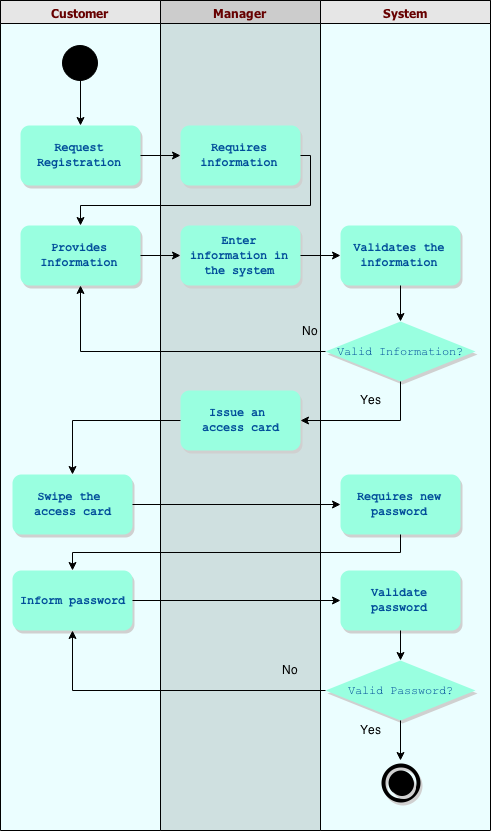 Customer
Manager
System
Request
Registration
Requires
information
Provides
Information
Enter
information in
the system
Validates the
information
No
Valid Information?
Yes
Issue an
access card
Swipe the
access card
Requires new
password
Inform password
Validate
password
No
Valid Password?
Yes